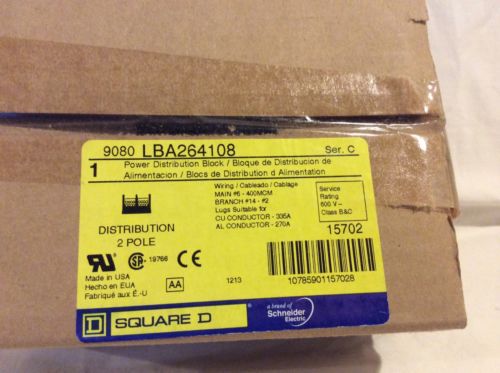 9080 LBA264108 Ser. C
1 Power Distribution Block / Bloque de Distribucion de
Alimentacion / Blocs de Distribution d Alimentation
Wiring / Cableado / Cablage
MAIN #6 - 400MCM
BRANCH #14 - #2
Lugs Suitable for
CU CONDUCTOR - 335A
AL CONDUCTOR - 270A
Service
Rating
600 V~
Class B&C
DISTRIBUTION
2 POLE
15702
SA 19766
Made in USA
Hecho en EUA
Fabriqué aux É.-U
AA
1213
10785901157028
D SQUARE D
a brand of
Schneider
Electric